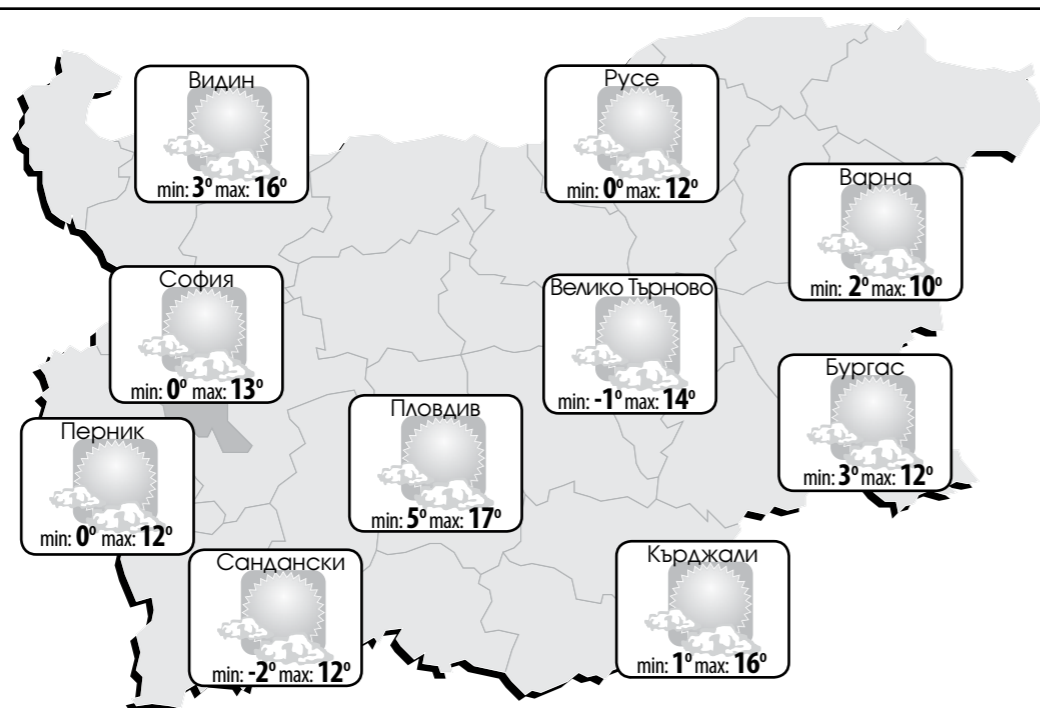 Видин
min: 3° max: 16°
Русе
min: 0° max: 12°
Варна
min: 2° max: 10°
София
min: 0° max: 13°
Велико Търново
min: -1° max: 14°
Бургас
min: 3° max: 12°
Пловдив
min: 5° max: 17°
Перник
min: 0° max: 12°
Сандански
min: -2° max: 12°
Кърджали
min: 1° max: 16°